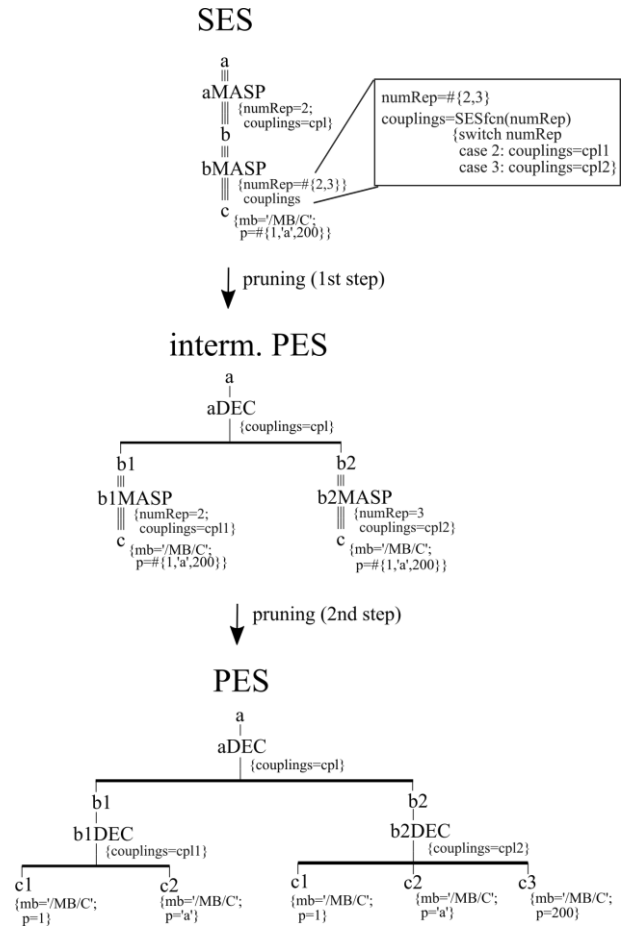 SES
a
aMASP
{numRep=2;
couplings=cpl}
b
bMASP
{numRep=#{2,3}}
couplings
c
{mb='/MB/C';
p=#{1,'a',200}}
numRep=#{2,3}
couplings=SESfcn(numRep)
{switch numRep
case 2: couplings=cpl1
case 3: couplings=cpl2}
pruning (1st step)
interm. PES
a
aDEC
{couplings=cpl}
b1 b2
b1MASP b2MASP
{numRep=2; {numRep=3
couplings=cpl1} couplings=cpl2}
c c
{mb='/MB/C'; {mb='/MB/C';
p=#{1,'a',200}} p=#{1,'a',200}}
pruning (2nd step)
PES
a
aDEC
{couplings=cpl}
b1 b2
b1DEC b2DEC
{couplings=cpl1} {couplings=cpl2}
c1 c2 c1 c2 c3
{mb='/MB/C'; {mb='/MB/C'; {mb='/MB/C'; {mb='/MB/C'; {mb='/MB/C';
p=1} p='a'} p=1} p='a'} p=200}